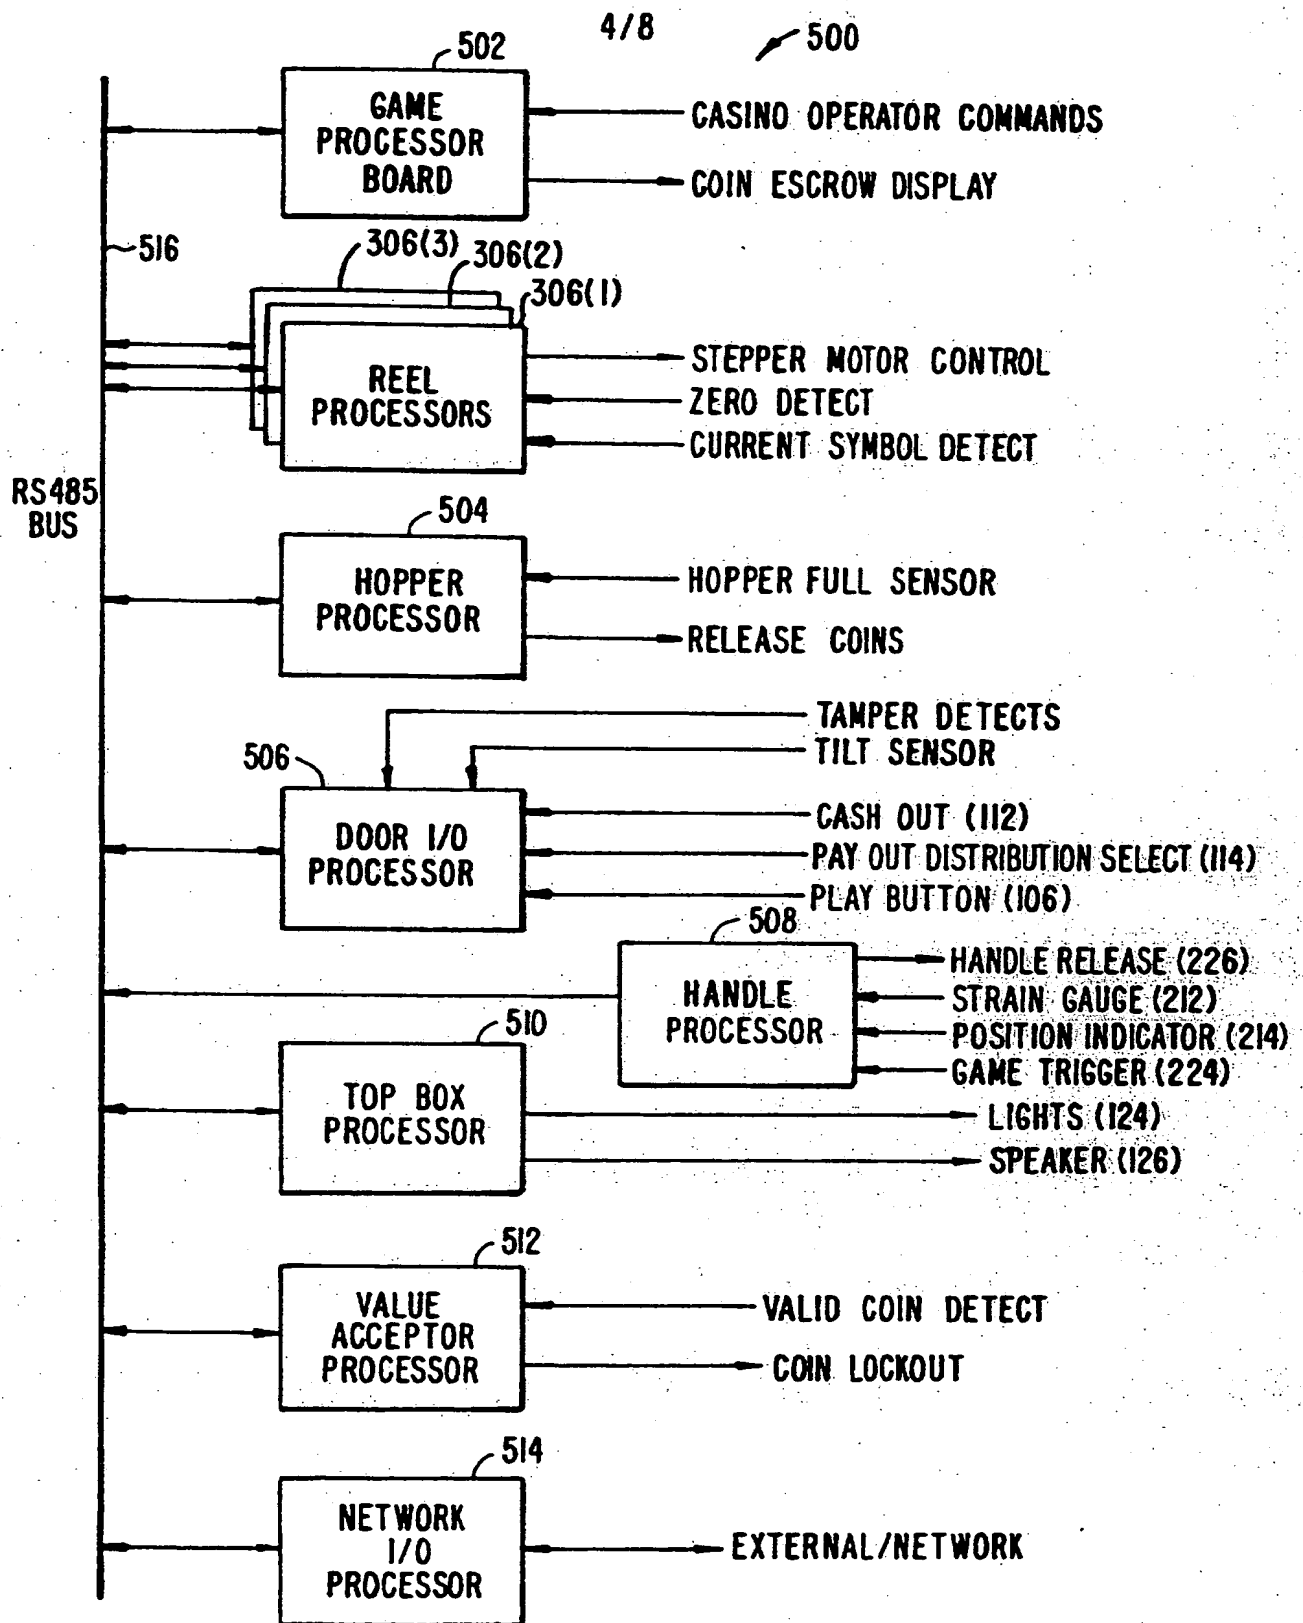 4/8
500
502
GAME
PROCESSOR
BOARD
CASINO OPERATOR COMMANDS
COIN ESCROW DISPLAY
516
306(3)
306(2)
306(1)
REEL
PROCESSORS
STEPPER MOTOR CONTROL
ZERO DETECT
CURRENT SYMBOL DETECT
RS485
BUS
504
HOPPER
PROCESSOR
HOPPER FULL SENSOR
RELEASE COINS
TAMPER DETECTS
TILT SENSOR
506
DOOR I/O
PROCESSOR
CASH OUT (112)
PAY OUT DISTRIBUTION SELECT (114)
PLAY BUTTON (106)
508
HANDLE
PROCESSOR
HANDLE RELEASE (226)
STRAIN GAUGE (212)
POSITION INDICATOR (214)
GAME TRIGGER (224)
510
TOP BOX
PROCESSOR
LIGHTS (124)
SPEAKER (126)
512
VALUE
ACCEPTOR
PROCESSOR
VALID COIN DETECT
COIN LOCKOUT
514
NETWORK
I/O
PROCESSOR
EXTERNAL/NETWORK